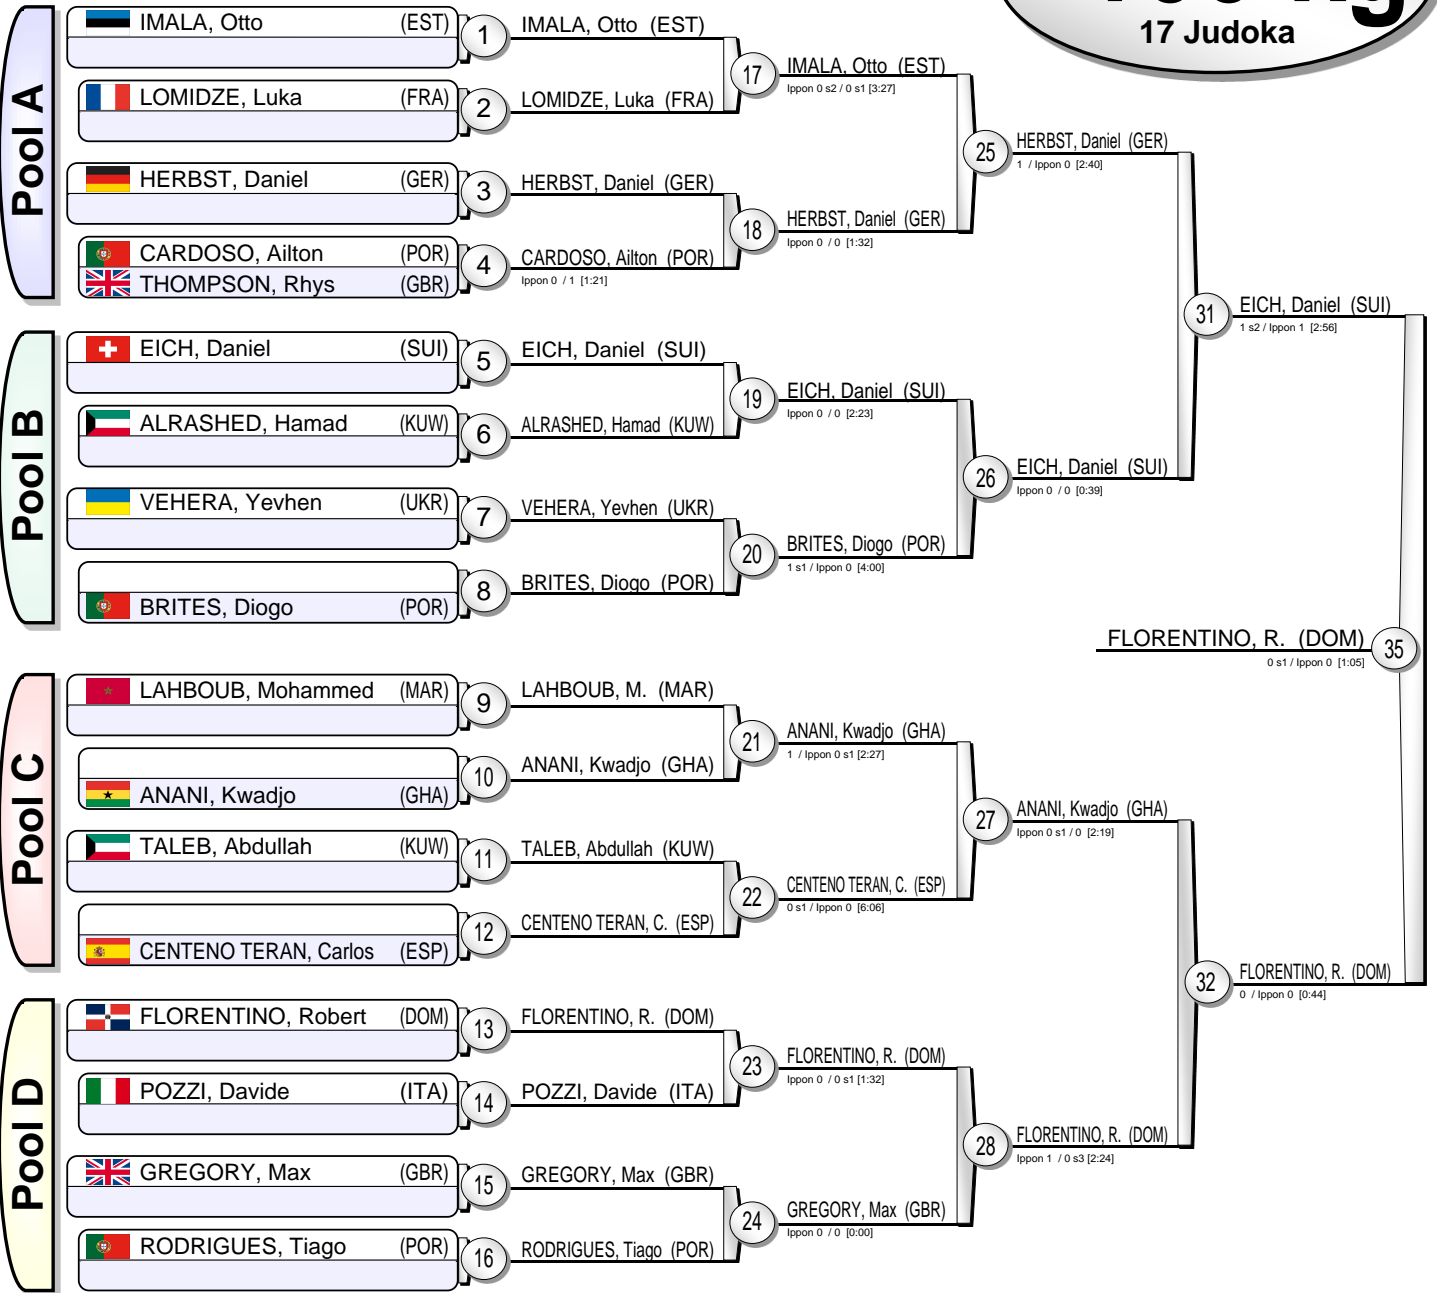 17 Judoka
Pool A
IMALA, Otto (EST)
LOMIDZE, Luka (FRA)
HERBST, Daniel (GER)
CARDOSO, Ailton (POR)
THOMPSON, Rhys (GBR)
Pool B
EICH, Daniel (SUI)
ALRASHED, Hamad (KUW)
VEHERA, Yevhen (UKR)
BRITES, Diogo (POR)
Pool C
LAHBOUB, Mohammed (MAR)
ANANI, Kwadjo (GHA)
TALEB, Abdullah (KUW)
CENTENO TERAN, Carlos (ESP)
Pool D
FLORENTINO, Robert (DOM)
POZZI, Davide (ITA)
GREGORY, Max (GBR)
RODRIGUES, Tiago (POR)
1 IMALA, Otto (EST)
2 LOMIDZE, Luka (FRA)
3 HERBST, Daniel (GER)
4 CARDOSO, Ailton (POR)
Ippon 0 / 1 [1:21]
5 EICH, Daniel (SUI)
6 ALRASHED, Hamad (KUW)
7 VEHERA, Yevhen (UKR)
8 BRITES, Diogo (POR)
9 LAHBOUB, M. (MAR)
10 ANANI, Kwadjo (GHA)
11 TALEB, Abdullah (KUW)
12 CENTENO TERAN, C. (ESP)
13 FLORENTINO, R. (DOM)
14 POZZI, Davide (ITA)
15 GREGORY, Max (GBR)
16 RODRIGUES, Tiago (POR)
17 IMALA, Otto (EST)
Ippon 0 s2 / 0 s1 [3:27]
18 HERBST, Daniel (GER)
Ippon 0 / 0 [1:32]
19 EICH, Daniel (SUI)
Ippon 0 / 0 [2:23]
20 BRITES, Diogo (POR)
1 s1 / Ippon 0 [4:00]
21 ANANI, Kwadjo (GHA)
1 / Ippon 0 s1 [2:27]
22 CENTENO TERAN, C. (ESP)
0 s1 / Ippon 0 [6:06]
23 FLORENTINO, R. (DOM)
Ippon 0 / 0 s1 [1:32]
24 GREGORY, Max (GBR)
Ippon 0 / 0 [0:00]
25 HERBST, Daniel (GER)
1 / Ippon 0 [2:40]
26 EICH, Daniel (SUI)
Ippon 0 / 0 [0:39]
27 ANANI, Kwadjo (GHA)
Ippon 0 s1 / 0 [2:19]
28 FLORENTINO, R. (DOM)
Ippon 1 / 0 s3 [2:24]
31 EICH, Daniel (SUI)
1 s2 / Ippon 1 [2:56]
32 FLORENTINO, R. (DOM)
0 / Ippon 0 [0:44]
FLORENTINO, R. (DOM) 35
0 s1 / Ippon 0 [1:05]